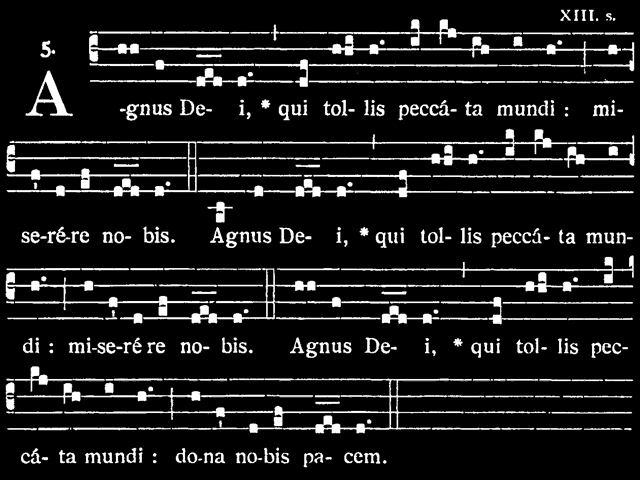 XIII. s.
5.
A-gnus De- i, * qui tol- lis peccá- ta mundi : mi-
se-ré-re no- bis. Agnus De- i, * qui tol- lis peccá- ta mun-
di : mi-se-ré re no- bis. Agnus De- i, * qui tol- lis pec-
cá- ta mundi : do-na no-bis pa- cem.